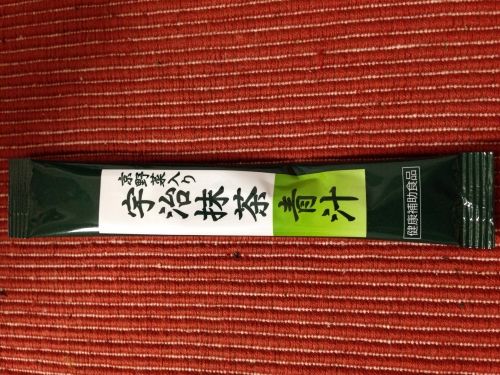 京野菜入り
宇治抹茶
青汁
健康補助食品